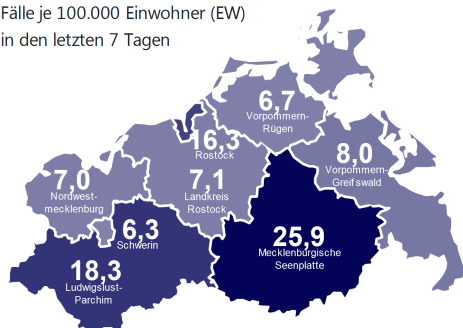 Fälle je 100.000 Einwohner (EW)
in den letzten 7 Tagen
6,7
Vorpommern-
Rügen
16,3
Rostock
8,0
Vorpommern-
Greifswald
7,0
Nordwest-
mecklenburg
7,1
Landkreis
Rostock
6,3
Schwerin
25,9
Mecklenburgische
Seenplatte
18,3
Ludwigslust-
Parchim